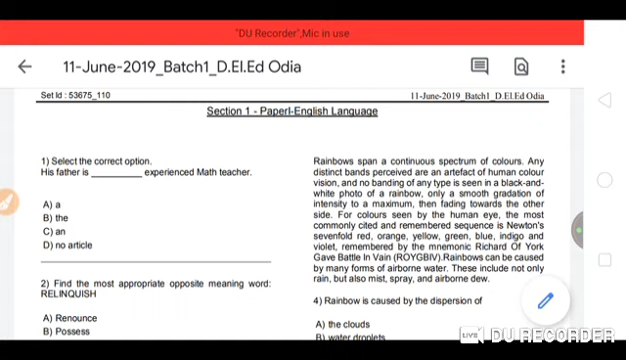 "DU Recorder",Mic in use
11-June-2019_Batch1_D.El.Ed Odia
Set Id : 53675_110
11-June-2019_Batch1_D.El.Ed Odia
Section 1 - PaperI-English Language
1) Select the correct option.
His father is __________ experienced Math teacher.
A) a
B) the
C) an
D) no article
2) Find the most appropriate opposite meaning word:
RELINQUISH
A) Renounce
B) Possess
Rainbows span a continuous spectrum of colours. Any
distinct bands perceived are an artefact of human colour
vision, and no banding of any type is seen in a black-and-
white photo of a rainbow, only a smooth gradation of
intensity to a maximum, then fading towards the other
side. For colours seen by the human eye, the most
commonly cited and remembered sequence is Newton's
sevenfold red, orange, yellow, green, blue, indigo and
violet, remembered by the mnemonic Richard Of York
Gave Battle In Vain (ROYGBIV).Rainbows can be caused
by many forms of airborne water. These include not only
rain, but also mist, spray, and airborne dew.
4) Rainbow is caused by the dispersion of
A) the clouds
B) water droplets
LIVE DU RECORDER